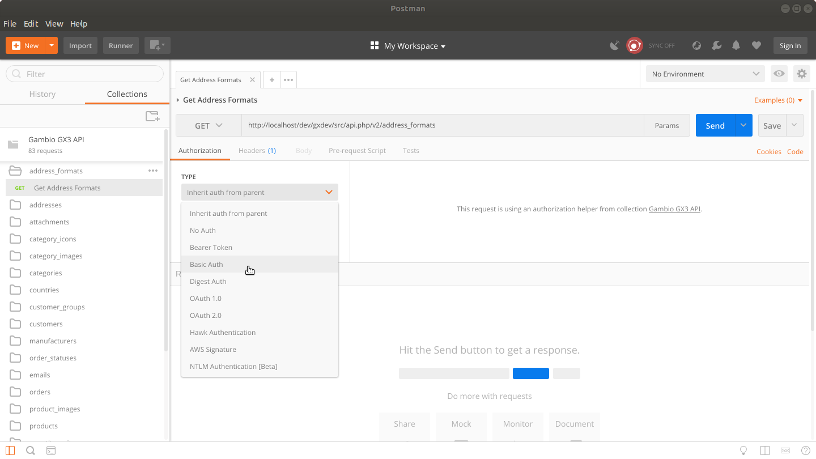 Postman
File Edit View Help
New
Import
Runner
My Workspace
SYNC OFF
Sign In
Filter
History
Collections
Gambio GX3 API
83 requests
address_formats
GET Get Address Formats
addresses
attachments
category_icons
category_images
categories
countries
customer_groups
customers
manufacturers
order_statuses
emails
orders
product_images
products
Get Address Formats
No Environment
Get Address Formats
Examples (0)
GET
http://localhost/dev/gxdev/src/api.php/v2/address_formats
Params
Send
Save
Authorization
Headers (1)
Body
Pre-request Script
Tests
Cookies Code
TYPE
Inherit auth from parent
Inherit auth from parent
No Auth
Bearer Token
Basic Auth
Digest Auth
OAuth 1.0
OAuth 2.0
Hawk Authentication
AWS Signature
NTLM Authentication [Beta]
This request is using an authorization helper from collection Gambio GX3 API.
Hit the Send button to get a response.
Do more with requests
Share
Mock
Monitor
Document